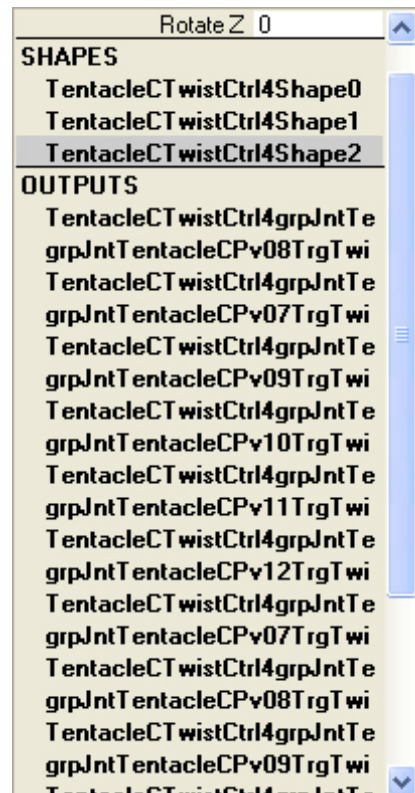 Rotate Z 0
SHAPES
TentacleCTwistCtrl4Shape0
TentacleCTwistCtrl4Shape1
TentacleCTwistCtrl4Shape2
OUTPUTS
TentacleCTwistCtrl4grpJntTe
grpJntTentacleCPv08TrgTwi
TentacleCTwistCtrl4grpJntTe
grpJntTentacleCPv07TrgTwi
TentacleCTwistCtrl4grpJntTe
grpJntTentacleCPv09TrgTwi
TentacleCTwistCtrl4grpJntTe
grpJntTentacleCPv10TrgTwi
TentacleCTwistCtrl4grpJntTe
grpJntTentacleCPv11TrgTwi
TentacleCTwistCtrl4grpJntTe
grpJntTentacleCPv12TrgTwi
TentacleCTwistCtrl4grpJntTe
grpJntTentacleCPv07TrgTwi
TentacleCTwistCtrl4grpJntTe
grpJntTentacleCPv08TrgTwi
TentacleCTwistCtrl4grpJntTe
grpJntTentacleCPv09TrgTwi